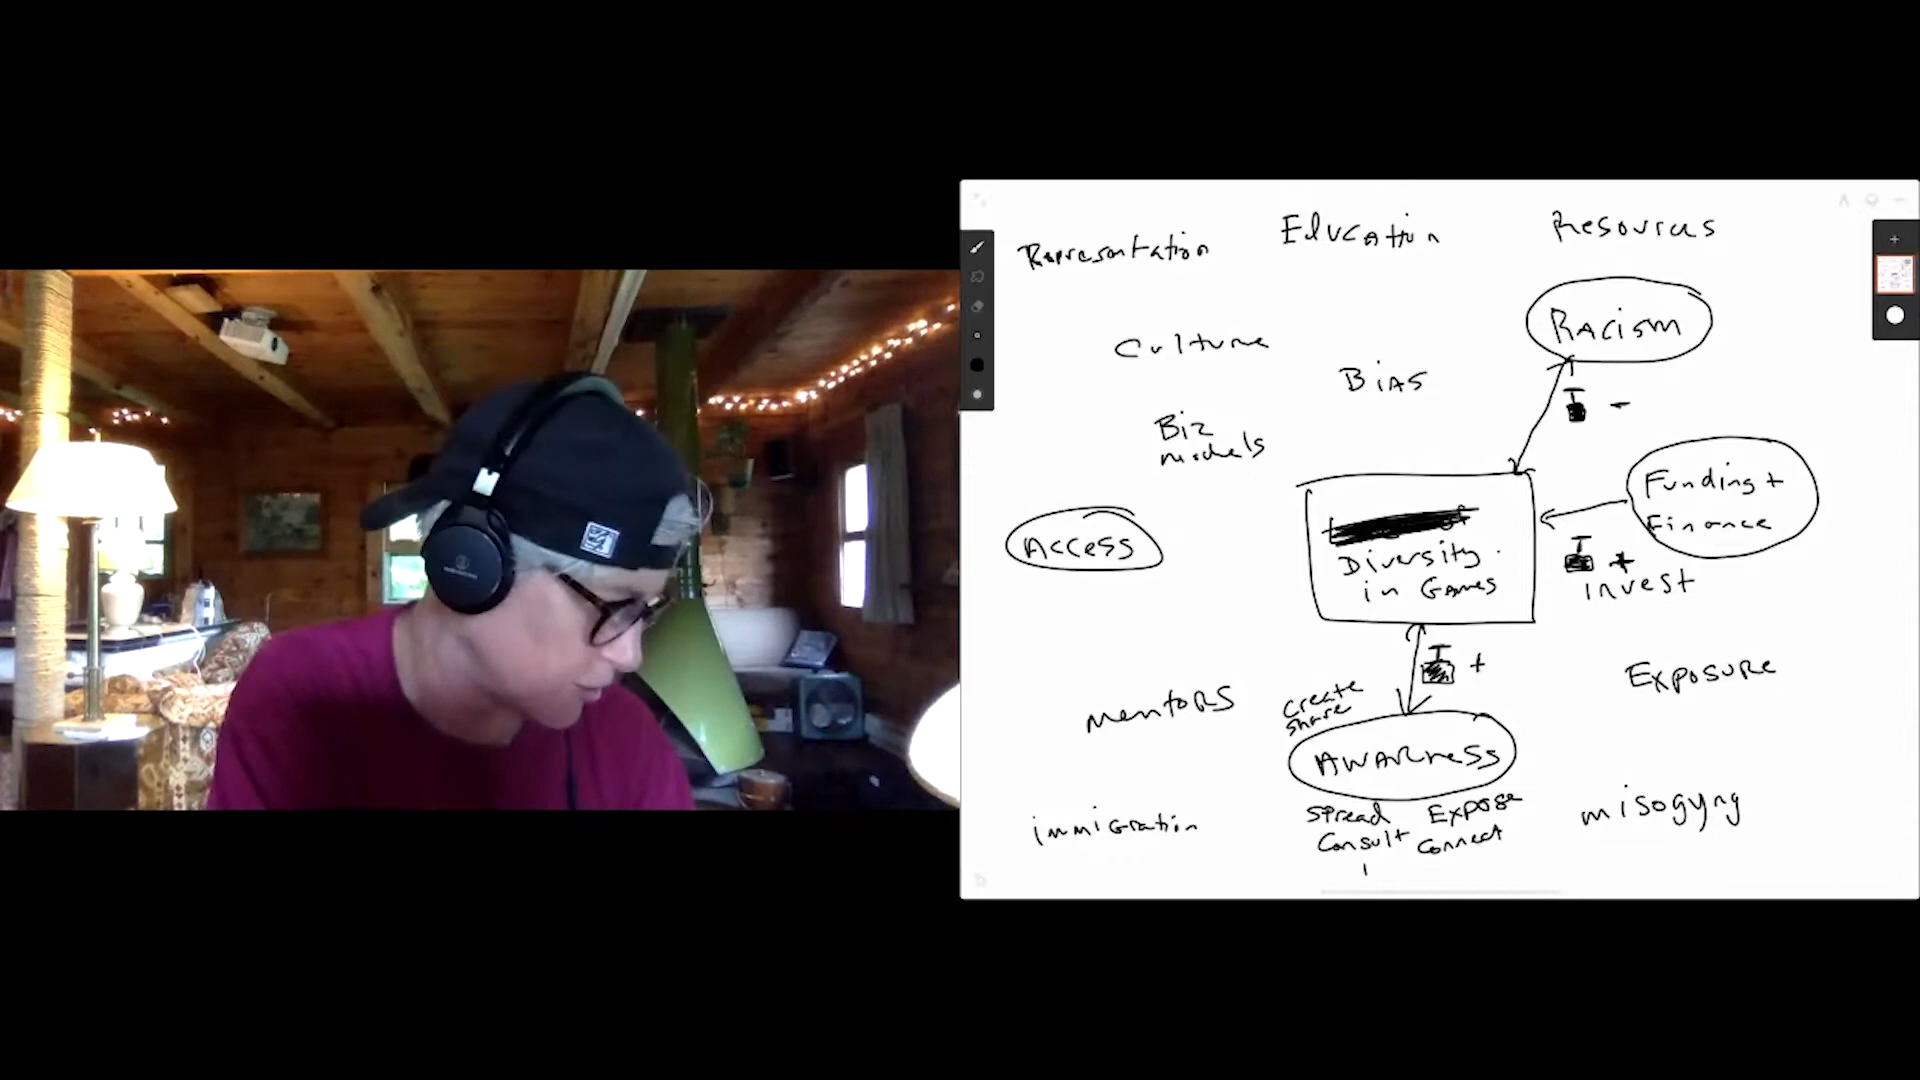 Representation
Education
Resources
Racism
Culture
Bias
-
Biz
models
Funding +
Finance
Access
Diversity
in Games
+
invest
+
Exposure
mentors
create
share
Awarness
Spread Expose
Consult Connect
immigration
misogyny